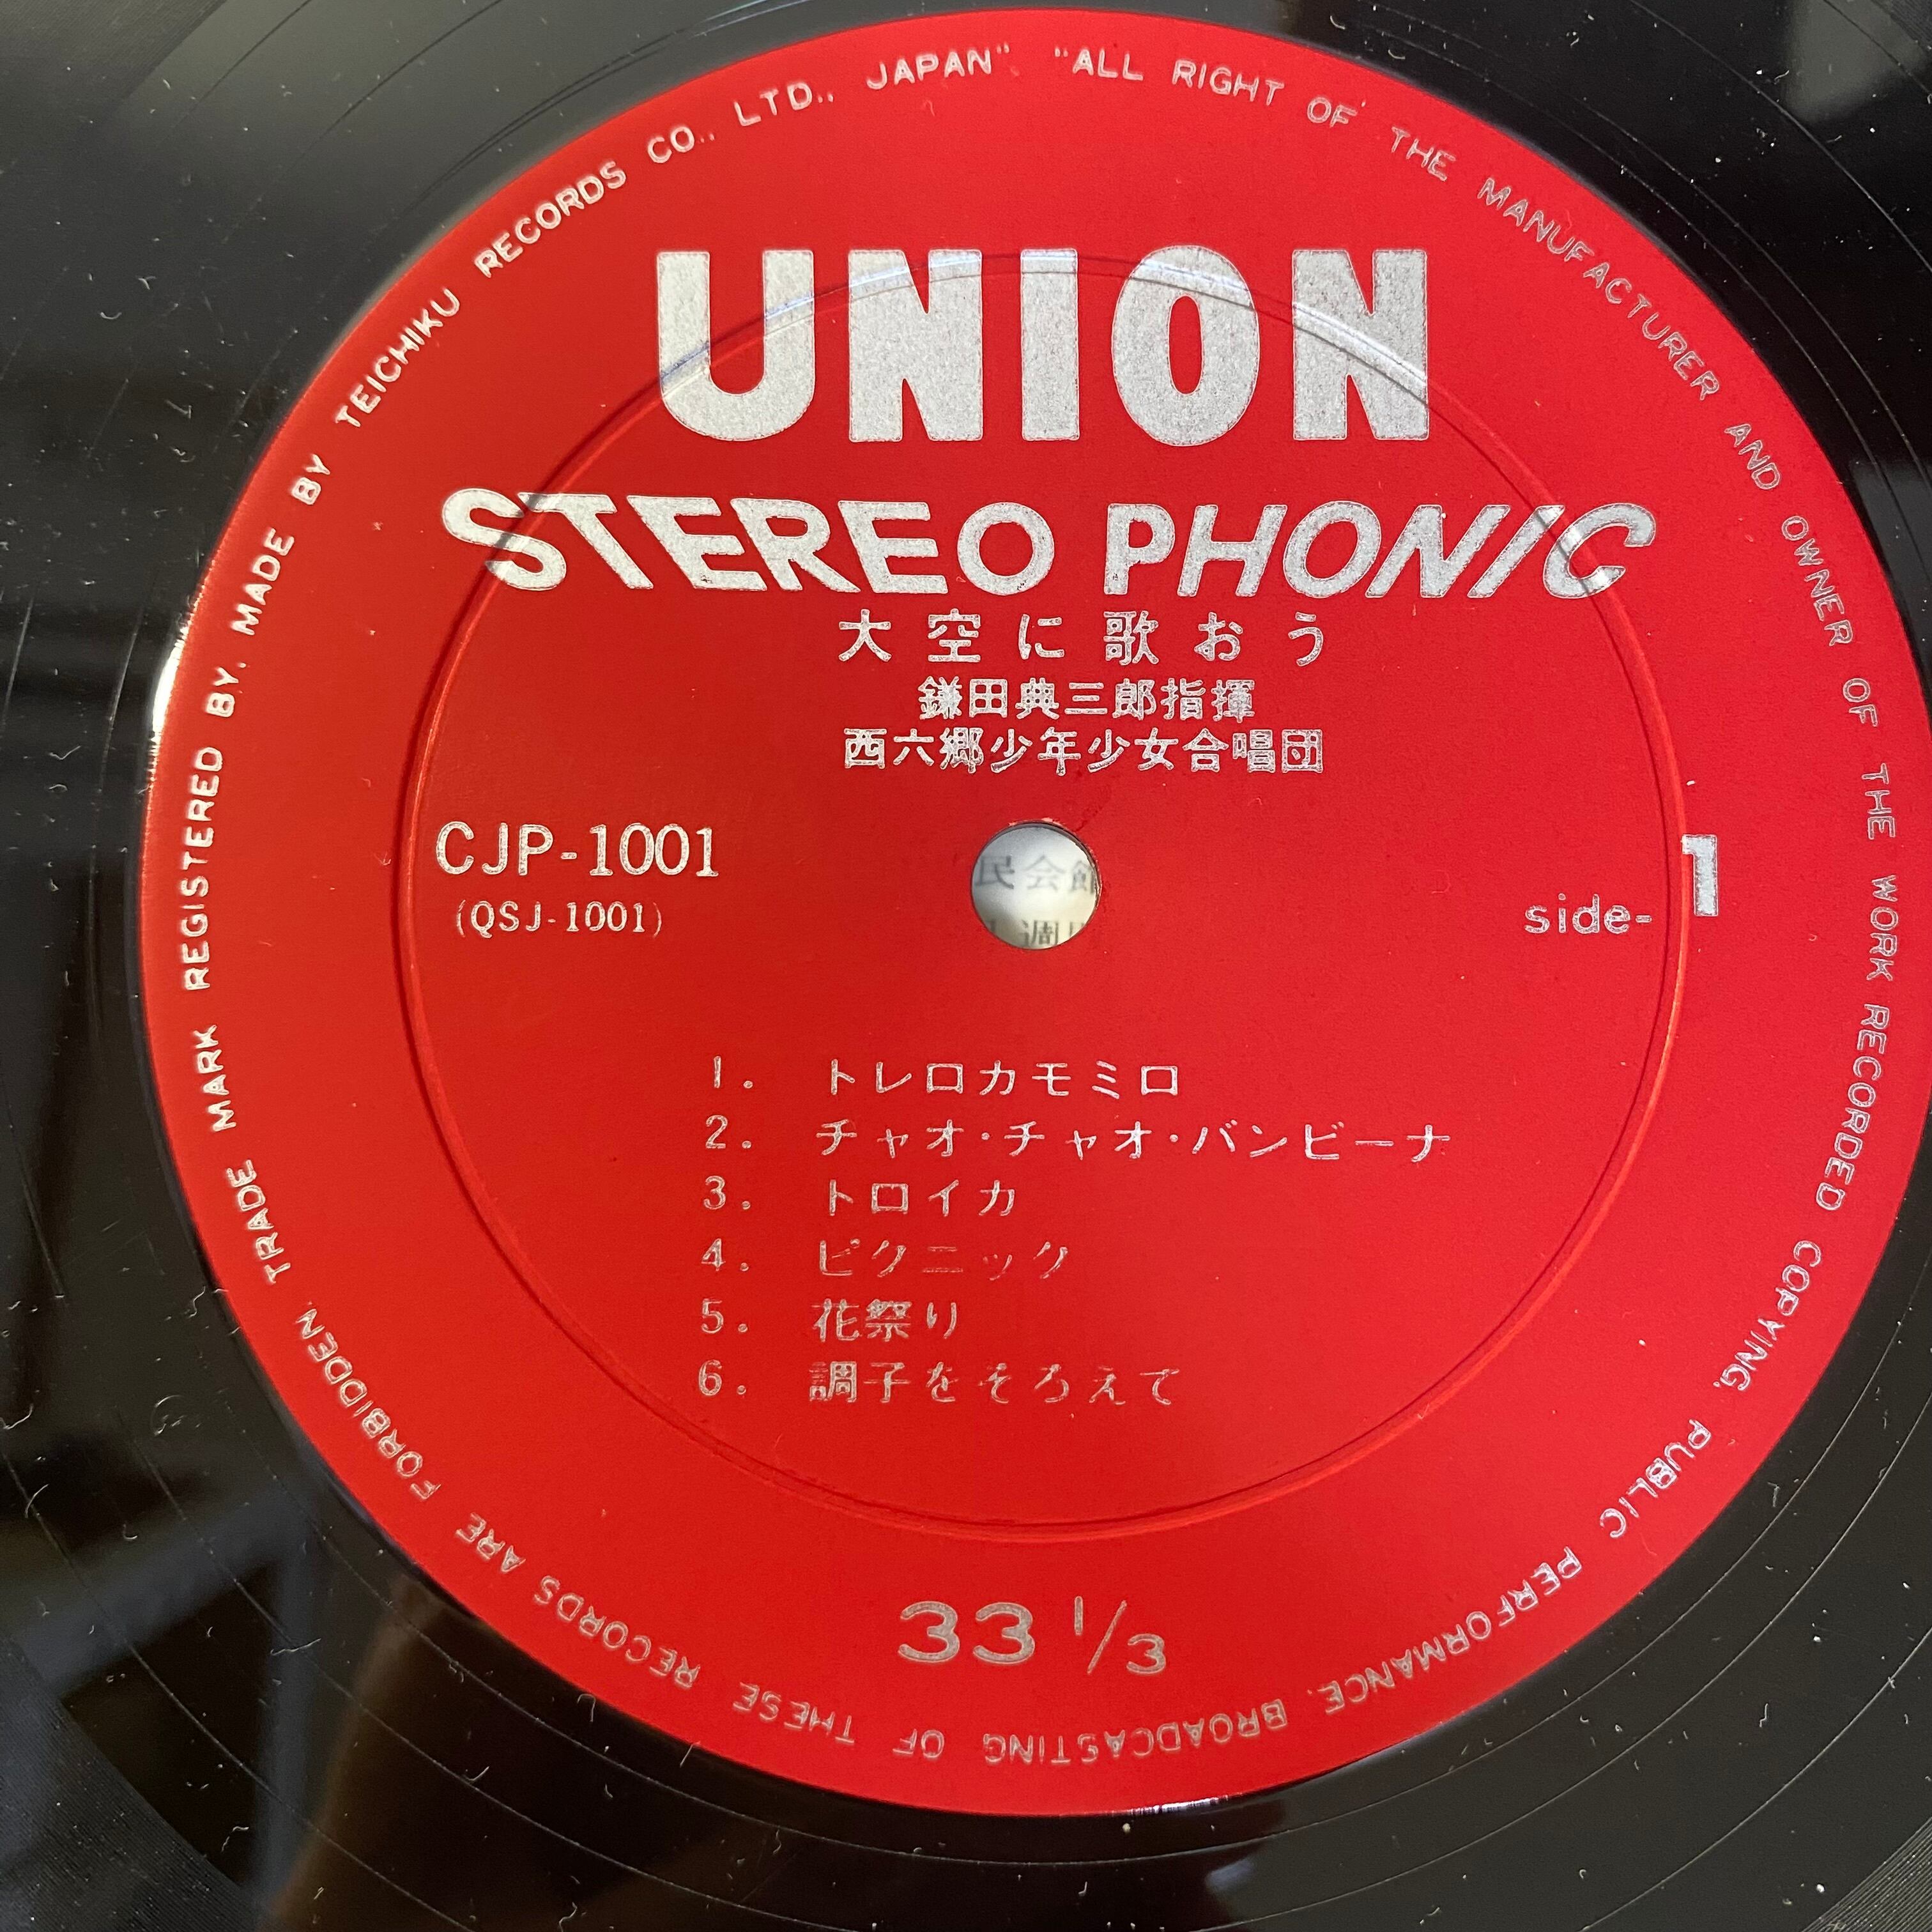 UNION
STEREO PHONIC
大空に歌おう
鎌田典三郎指揮
西六郷少年少女合唱団
CJP-1001
(QSJ-1001)
side-1
民会館
週
1. トレロカモミロ
2. チャオ・チャオ・バンビーナ
3. トロイカ
4. ピクニック
5. 花祭り
6. 調子をそろえて
33 1/3
TRADE MARK REGISTERED BY. MADE BY TEICHIKU RECORDS CO., LTD., JAPAN" "ALL RIGHT OF THE MANUFACTURER AND OWNER OF THE WORK RECORDED COPYING. PUBLIC PERFORMANCE. BROADCASTING OF THESE RECORDS ARE FORBIDDEN.